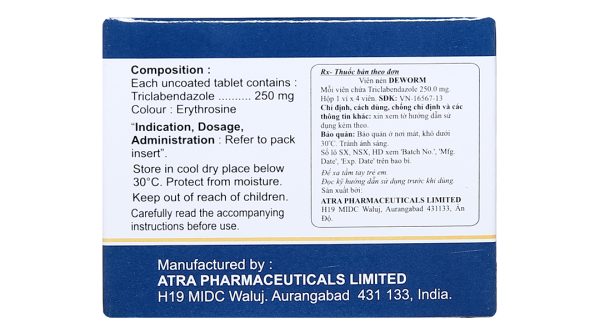 Composition :
Each uncoated tablet contains :
Triclabendazole .......... 250 mg
Colour : Erythrosine
“Indication, Dosage,
Administration : Refer to pack
insert”.
Store in cool dry place below
30°C. Protect from moisture.
Keep out of reach of children.
Carefully read the accompanying
instructions before use.
Rx- Thuốc bán theo đơn
Viên nén DEWORM
Mỗi viên chứa Triclabendazole 250.0 mg.
Hộp 1 vỉ x 4 viên. SĐK: VN-16567-13
Chỉ định, cách dùng, chống chỉ định và các
thông tin khác: xin xem tờ hướng dẫn sử
dụng kèm theo.
Bảo quản: Bảo quản ở nơi mát, khô dưới
30°C. Tránh ánh sáng.
Số lô SX, NSX, HD xem 'Batch No.', 'Mfg.
Date', 'Exp. Date' trên bao bì.
Để xa tầm tay trẻ em.
Đọc kỹ hướng dẫn sử dụng trước khi dùng.
Sản xuất bởi:
ATRA PHARMACEUTICALS LIMITED
H19 MIDC Waluj, Aurangabad 431133, Ấn
Độ.
Manufactured by :
ATRA PHARMACEUTICALS LIMITED
H19 MIDC Waluj. Aurangabad 431 133, India.